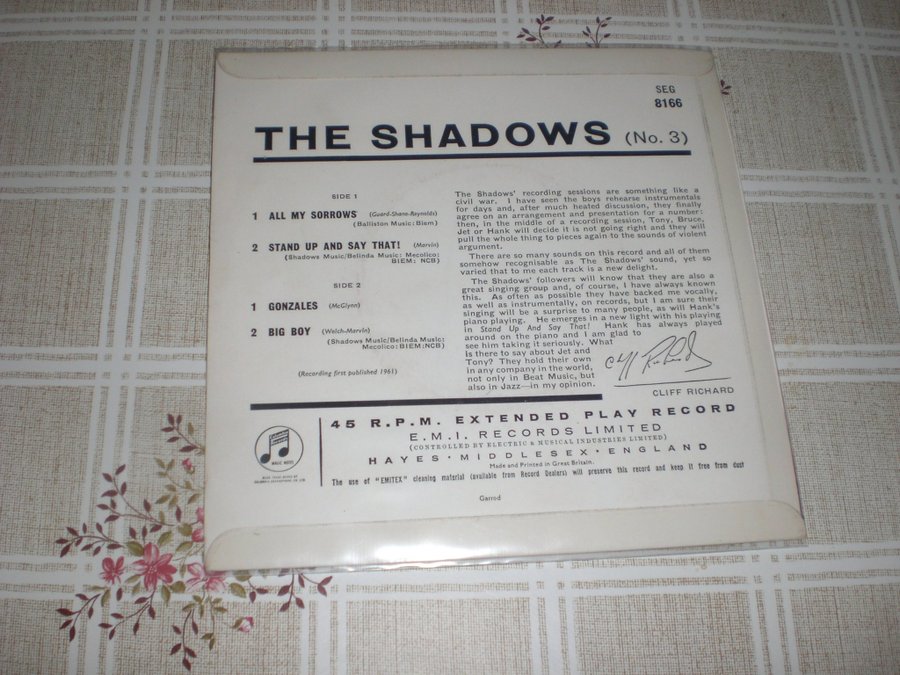 SEG
8166
THE SHADOWS (No. 3)
SIDE 1
1 ALL MY SORROWS (Guard-Shane-Reynolds)
(Balliston Music: Biem)
2 STAND UP AND SAY THAT! (Marvin)
(Shadows Music/Belinda Music: Mecolico:
BIEM: NCB)
SIDE 2
1 GONZALES (McGlynn)
2 BIG BOY (Welch-Marvin)
(Shadows Music/Belinda Music:
Mecolico: BIEM:NCB)
(Recording first published 1961)
The Shadows' recording sessions are something like a
civil war. I have seen the boys rehearse instrumentals
for days and, after much heated discussion, they finally
agree on an arrangement and presentation for a number:
then, in the middle of a recording session, Tony, Bruce,
Jet or Hank will decide it is not going right and they will
pull the whole thing to pieces again to the sounds of violent
argument.
There are so many sounds on this record and all of them
somehow recognisable as The Shadows' sound, yet so
varied that to me each track is a new delight.
The Shadows' followers will know that they are also a
great singing group and, of course, I have always known
this. As often as possible they have backed me vocally,
as well as instrumentally, on records, but I am sure their
singing will be a surprise to many people, as will Hank's
piano playing. He emerges in a new light with his playing
in Stand Up And Say That! Hank has always played
around on the piano and I am glad to
see him taking it seriously. What
is there to say about Jet and
Tony? They hold their own
in any company in the world,
not only in Beat Music, but
also in Jazz—in my opinion.
Cliff Richard
CLIFF RICHARD
45 R.P.M. EXTENDED PLAY RECORD
E.M.I. RECORDS LIMITED
(CONTROLLED BY ELECTRIC & MUSICAL INDUSTRIES LIMITED)
HAYES · MIDDLESEX · ENGLAND
Made and Printed in Great Britain.
The use of "EMITEX" cleaning material (available from Record Dealers) will preserve this record and keep it free from dust
Columbia
MAGIC NOTES
Garrod